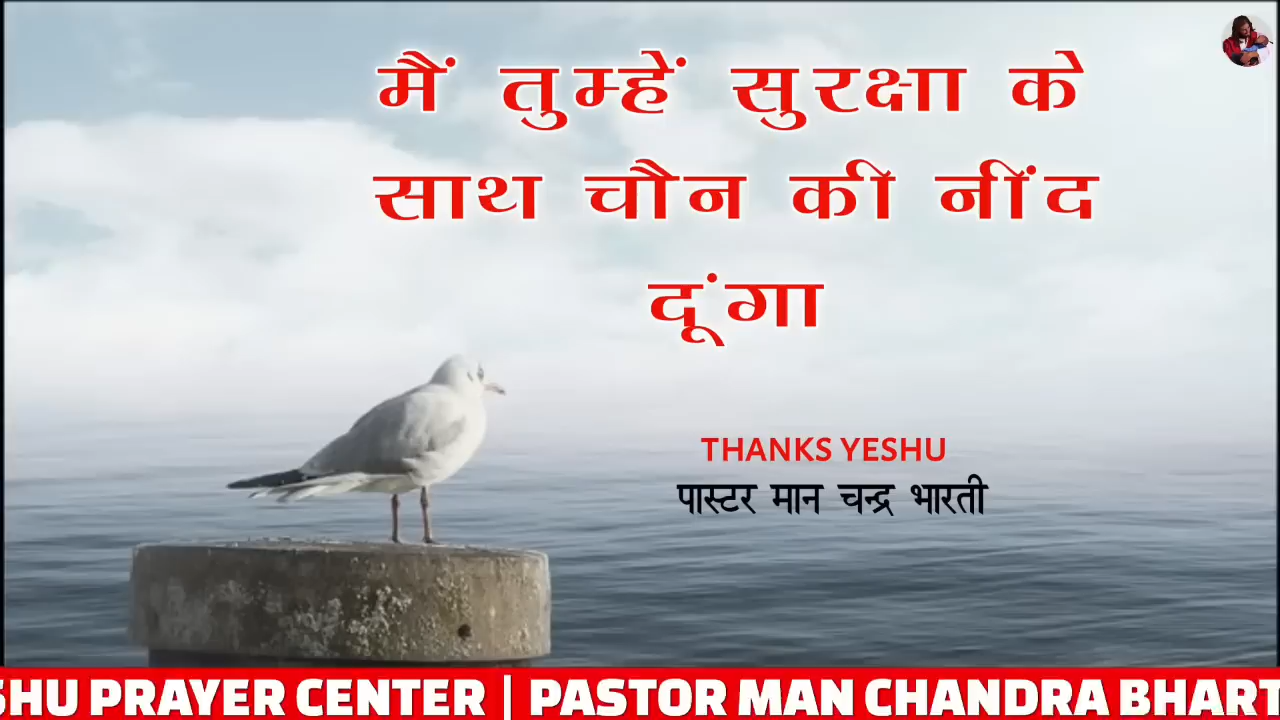 मैं तुम्हें सुरक्षा के
साथ चौन की नींद
दूंगा
THANKS YESHU
पास्टर मान चन्द्र भारती
SHU PRAYER CENTER | PASTOR MAN CHANDRA BHART